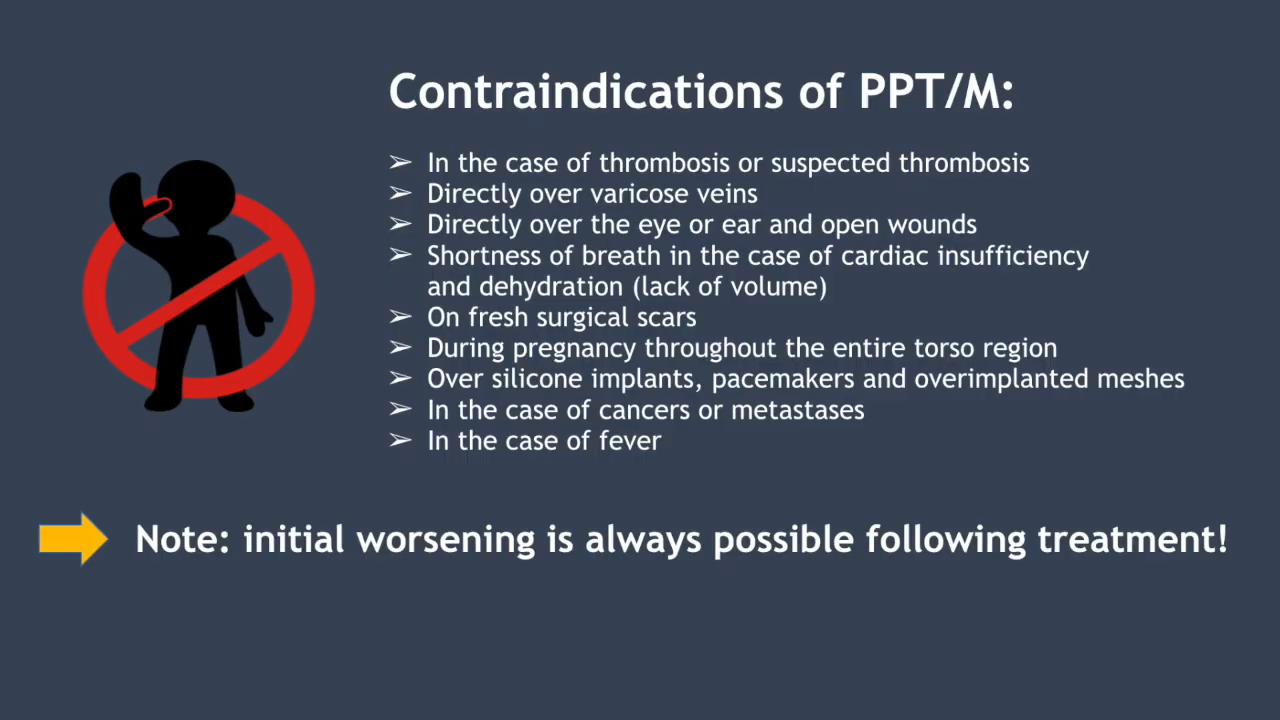 Contraindications of PPT/M:
➢ In the case of thrombosis or suspected thrombosis
➢ Directly over varicose veins
➢ Directly over the eye or ear and open wounds
➢ Shortness of breath in the case of cardiac insufficiency
and dehydration (lack of volume)
➢ On fresh surgical scars
➢ During pregnancy throughout the entire torso region
➢ Over silicone implants, pacemakers and overimplanted meshes
➢ In the case of cancers or metastases
➢ In the case of fever
Note: initial worsening is always possible following treatment!